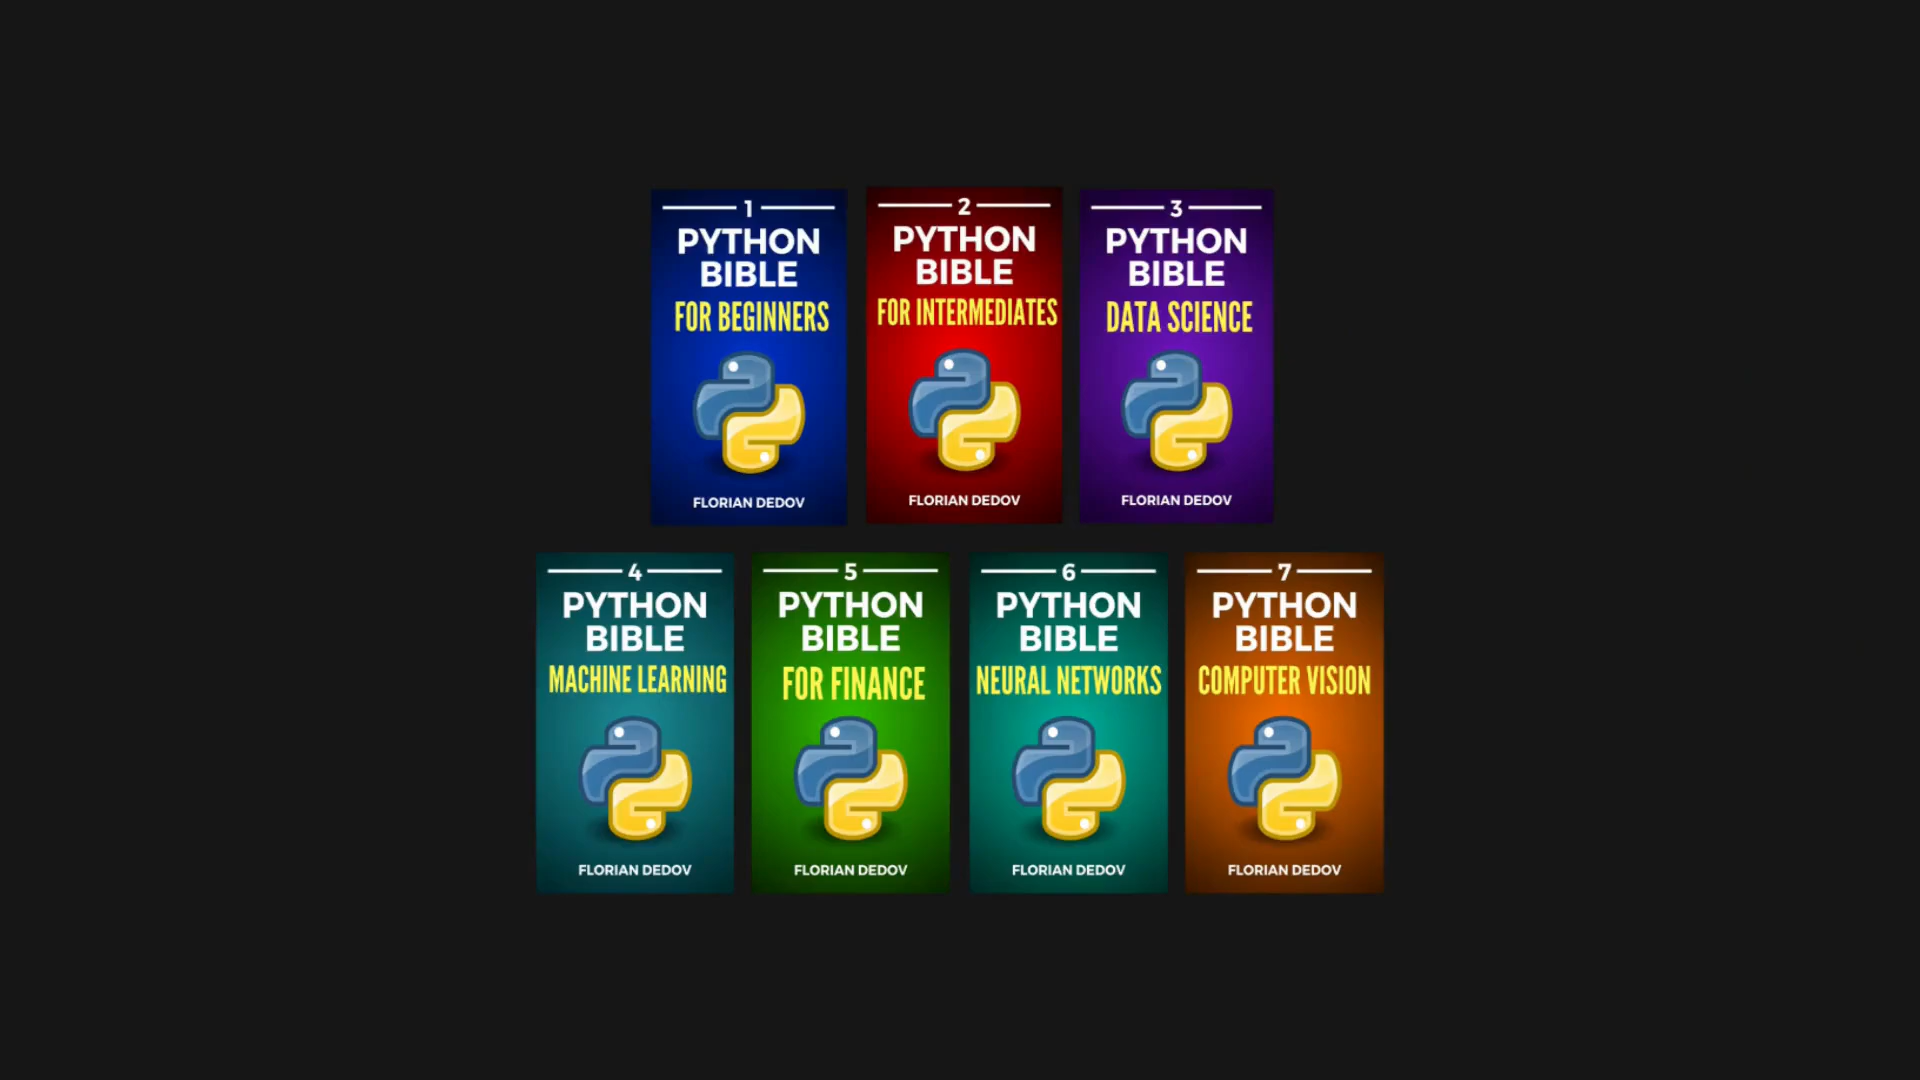 1
PYTHON
BIBLE
FOR BEGINNERS
FLORIAN DEDOV
2
PYTHON
BIBLE
FOR INTERMEDIATES
FLORIAN DEDOV
3
PYTHON
BIBLE
DATA SCIENCE
FLORIAN DEDOV
4
PYTHON
BIBLE
MACHINE LEARNING
FLORIAN DEDOV
5
PYTHON
BIBLE
FOR FINANCE
FLORIAN DEDOV
6
PYTHON
BIBLE
NEURAL NETWORKS
FLORIAN DEDOV
7
PYTHON
BIBLE
COMPUTER VISION
FLORIAN DEDOV